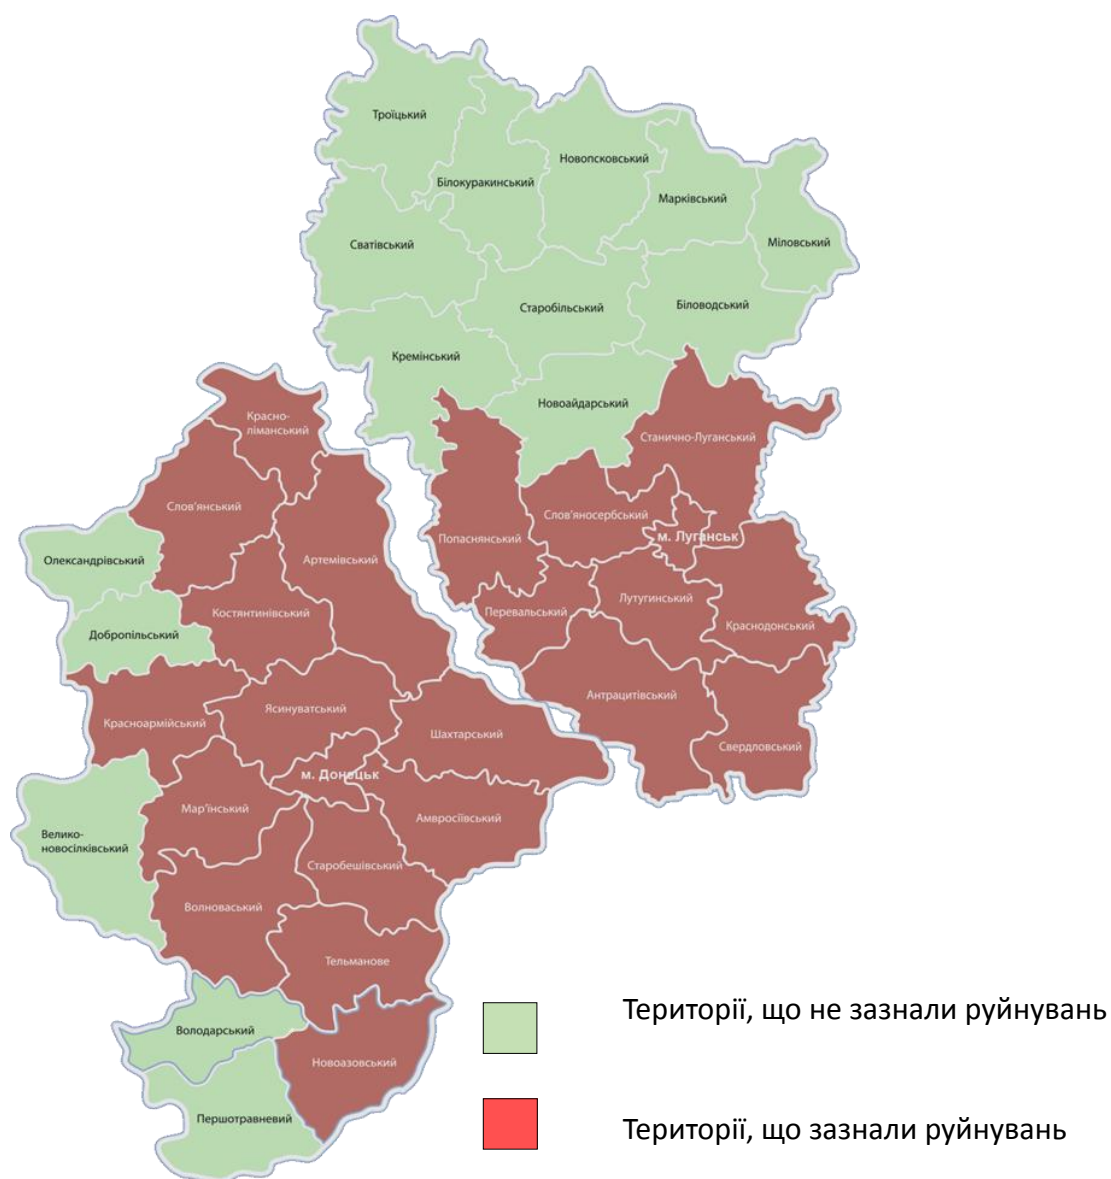 Троїцький
Білокуракинський
Новопсковський
Марківський
Міловський
Сватівський
Старобільський
Біловодський
Кремінський
Новоайдарський
Станично-Луганський
Попаснянський
Слов'яносербський
м. Луганськ
Перевальський
Лутугинський
Краснодонський
Антрацитівський
Свердловський
Красно-
ліманський
Слов'янський
Олександрівський
Артемівський
Костянтинівський
Добропільський
Красноармійський
Ясинуватський
Шахтарський
м. Донецьк
Мар'їнський
Амвросіївський
Велико-
новосілківський
Старобешівський
Волноваський
Тельманове
Володарський
Новоазовський
Першотравневий
Території, що не зазнали руйнувань
Території, що зазнали руйнувань